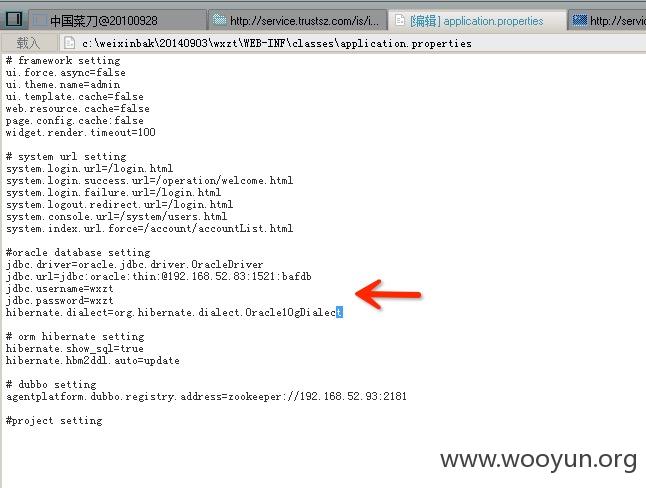 中国菜刀@20100928
http://service.trustsz.com/is/i...
[编辑] application.properties
http://servic
载入
c:\weixinbak\20140903\wxzt\WEB-INF\classes\application.properties
# framework setting
ui.force.async=false
ui.theme.name=admin
ui.template.cache=false
web.resource.cache=false
page.config.cache:false
widget.render.timeout=100
# system url setting
system.login.url=/login.html
system.login.success.url=/operation/welcome.html
system.login.failure.url=/login.html
system.logout.redirect.url=/login.html
system.console.url=/system/users.html
system.index.url.force=/account/accountList.html
#oracle database setting
jdbc.driver=oracle.jdbc.driver.OracleDriver
jdbc.url=jdbc:oracle:thin:@192.168.52.83:1521:bafdb
jdbc.username=wxzt
jdbc.password=wxzt
hibernate.dialect=org.hibernate.dialect.Oracle10gDialect
# orm hibernate setting
hibernate.show_sql=true
hibernate.hbm2ddl.auto=update
# dubbo setting
agentplatform.dubbo.registry.address=zookeeper://192.168.52.93:2181
#project setting
www.wooyun.org